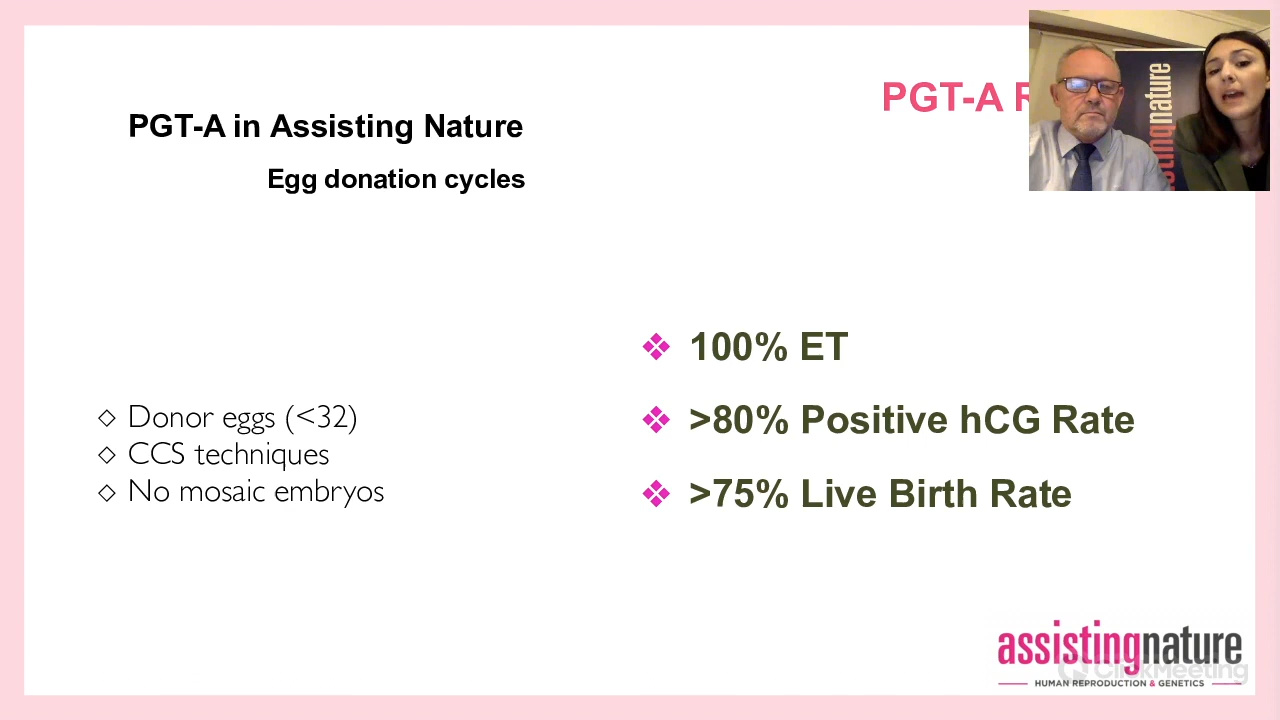 PGT-A in Assisting Nature
Egg donation cycles
PGT-A
Donor eggs (<32)
CCS techniques
No mosaic embryos
100% ET
>80% Positive hCG Rate
>75% Live Birth Rate
assistingnature
HUMAN REPRODUCTION & GENETICS
ClickMeeting